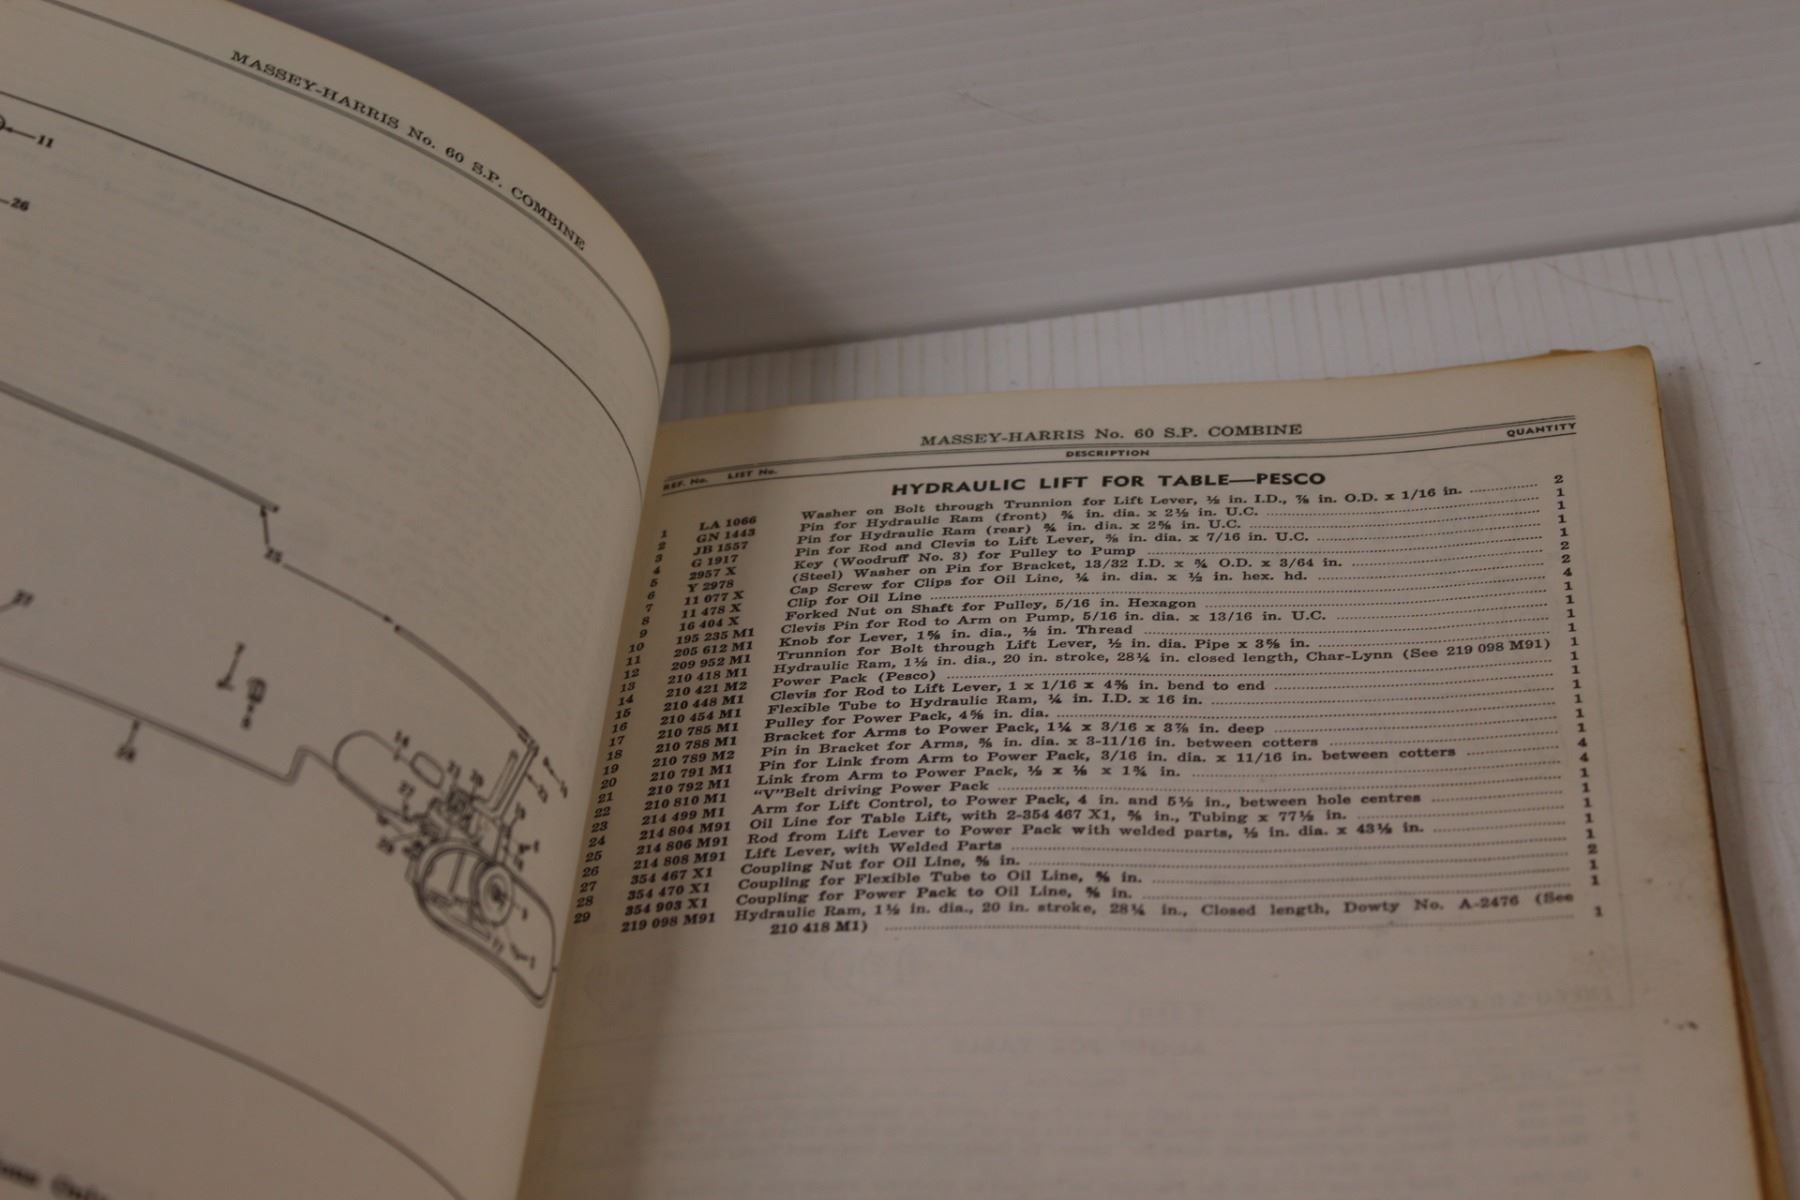 MASSEY-HARRIS No. 60 S.P. COMBINE
11
26
25
MASSEY-HARRIS No. 60 S.P. COMBINE
REF. No. LIST No. DESCRIPTION QUANTITY
HYDRAULIC LIFT FOR TABLE—PESCO
1 LA 1066 Washer on Bolt through Trunnion for Lift Lever, ½ in. I.D., ⅞ in. O.D. x 1/16 in. 2
2 GN 1443 Pin for Hydraulic Ram (front) ¾ in. dia. x 2½ in. U.C. 1
3 JB 1557 Pin for Hydraulic Ram (rear) ¾ in. dia. x 2⅝ in. U.C. 1
4 G 1917 Pin for Rod and Clevis to Lift Lever, ⅜ in. dia. x 7/16 in. U.C. 1
5 2957 X Key (Woodruff No. 3) for Pulley to Pump 1
6 Y 2978 (Steel) Washer on Pin for Bracket, 13/32 I.D. x ¾ O.D. x 3/64 in. 2
7 11 077 X Cap Screw for Clips for Oil Line, ¼ in. dia. x ½ in. hex. hd. 2
8 11 478 X Clip for Oil Line 4
9 16 404 X Forked Nut on Shaft for Pulley, 5/16 in. Hexagon 1
10 195 235 M1 Clevis Pin for Rod to Arm on Pump, 5/16 in. dia. x 13/16 in. U.C. 1
11 205 612 M1 Knob for Lever, 1⅝ in. dia., ½ in. Thread 1
12 209 952 M1 Trunnion for Bolt through Lift Lever, ½ in. dia. Pipe x 3⅝ in. 1
13 210 418 M1 Hydraulic Ram, 1½ in. dia., 20 in. stroke, 28¼ in. closed length, Char-Lynn (See 219 098 M91) 1
14 210 421 M2 Power Pack (Pesco) 1
15 210 448 M1 Clevis for Rod to Lift Lever, 1 x 1/16 x 4⅝ in. bend to end 1
16 210 454 M1 Flexible Tube to Hydraulic Ram, ¼ in. I.D. x 16 in. 1
17 210 785 M1 Pulley for Power Pack, 4⅝ in. dia. 1
18 210 788 M1 Bracket for Arms to Power Pack, 1¼ x 3/16 x 3⅞ in. deep 1
19 210 789 M2 Pin in Bracket for Arms, ⅜ in. dia. x 3-11/16 in. between cotters 1
20 210 791 M1 Pin for Link from Arm to Power Pack, 3/16 in. dia. x 11/16 in. between cotters 4
21 210 792 M1 Link from Arm to Power Pack, ½ x ⅛ x 1¾ in. 4
22 210 810 M1 "V" Belt driving Power Pack 1
23 214 499 M1 Arm for Lift Control, to Power Pack, 4 in. and 5½ in., between hole centres 1
24 214 804 M91 Oil Line for Table Lift, with 2-354 467 X1, ⅜ in., Tubing x 77½ in. 1
25 214 806 M91 Rod from Lift Lever to Power Pack with welded parts, ½ in. dia. x 43½ in. 1
26 214 808 M91 Lift Lever, with Welded Parts 1
27 354 467 X1 Coupling Nut for Oil Line, ⅜ in. 2
28 354 470 X1 Coupling for Flexible Tube to Oil Line, ⅜ in. 1
29 354 903 X1 Coupling for Power Pack to Oil Line, ⅜ in. 1
219 098 M91 Hydraulic Ram, 1½ in. dia., 20 in. stroke, 28¼ in., Closed length, Dowty No. A-2476 (See
210 418 M1) 1